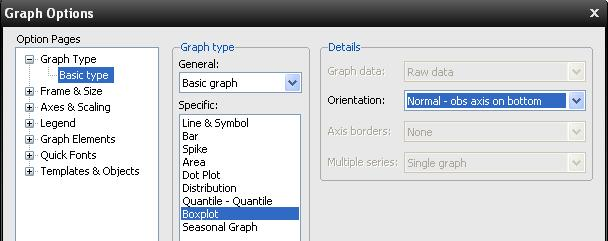 Graph Options
Option Pages
Graph Type
Basic type
Frame & Size
Axes & Scaling
Legend
Graph Elements
Quick Fonts
Templates & Objects
Graph type
General:
Basic graph
Specific:
Line & Symbol
Bar
Spike
Area
Dot Plot
Distribution
Quantile - Quantile
Boxplot
Seasonal Graph
Details
Graph data: Raw data
Orientation: Normal - obs axis on bottom
Axis borders: None
Multiple series: Single graph